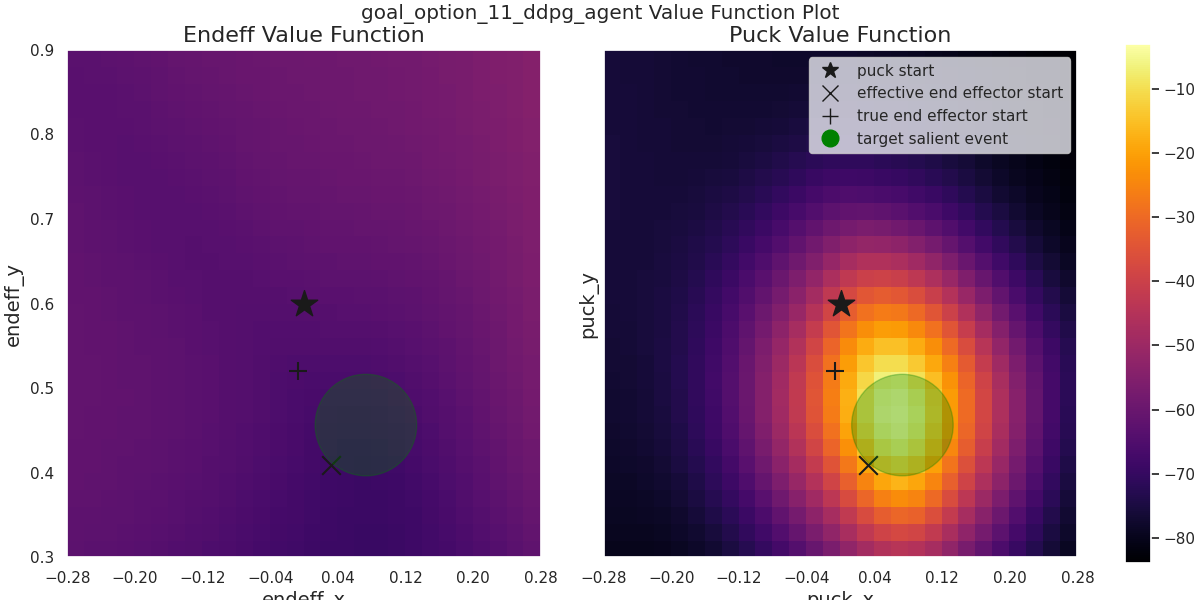 goal_option_11_ddpg_agent Value Function Plot
Endeff Value Function
Puck Value Function
0.9
0.8
0.7
0.6
0.5
0.4
0.3
endeff_y
−0.28 −0.20 −0.12 −0.04 0.04 0.12 0.20 0.28
endeff_x
puck start
effective end effector start
true end effector start
target salient event
puck_y
−0.28 −0.20 −0.12 −0.04 0.04 0.12 0.20 0.28
puck_x
−10
−20
−30
−40
−50
−60
−70
−80